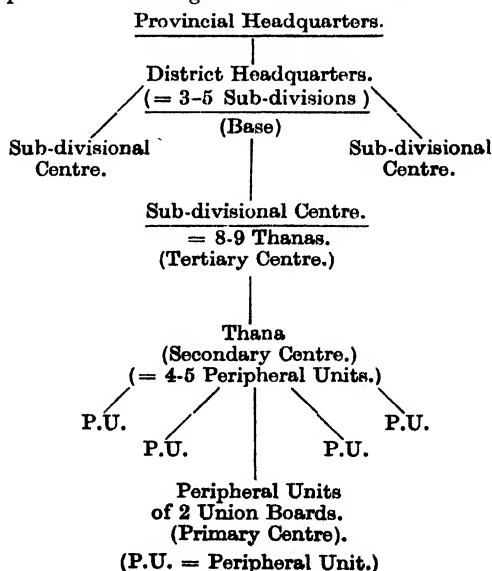 Provincial Headquarters.
District Headquarters.
(= 3-5 Sub-divisions )
(Base)
Sub-divisional
Centre.
Sub-divisional
Centre.
Sub-divisional Centre.
= 8-9 Thanas.
(Tertiary Centre.)
Thana
(Secondary Centre.)
(= 4-5 Peripheral Units.)
P.U.
P.U.
P.U.
P.U.
Peripheral Units
of 2 Union Boards.
(Primary Centre).
(P.U. = Peripheral Unit.)